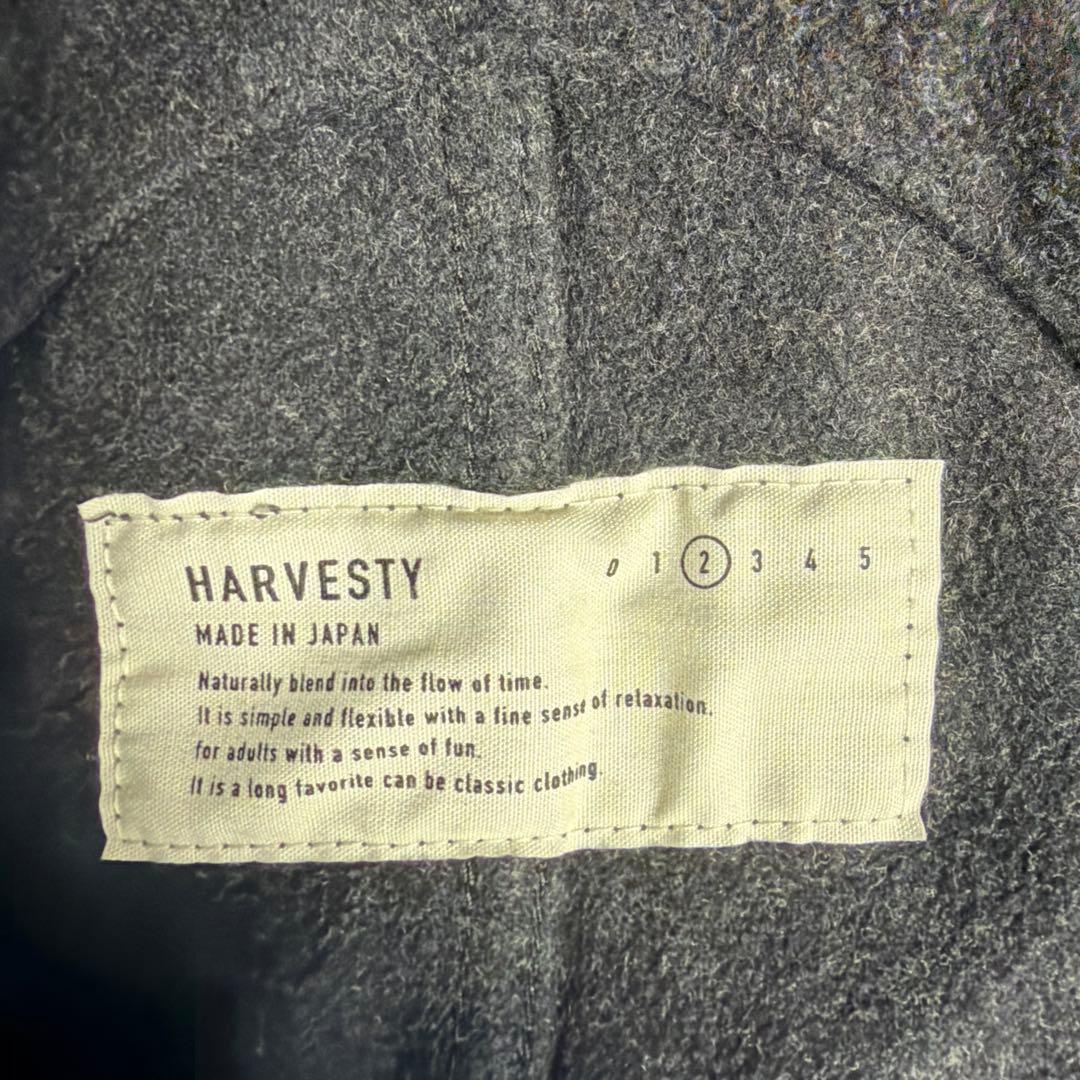 HARVESTY
0 1 2 3 4 5
MADE IN JAPAN
Naturally blend into the flow of time.
It is simple and flexible with a fine sense of relaxation.
for adults with a sense of fun.
It is a long favorite can be classic clothing.